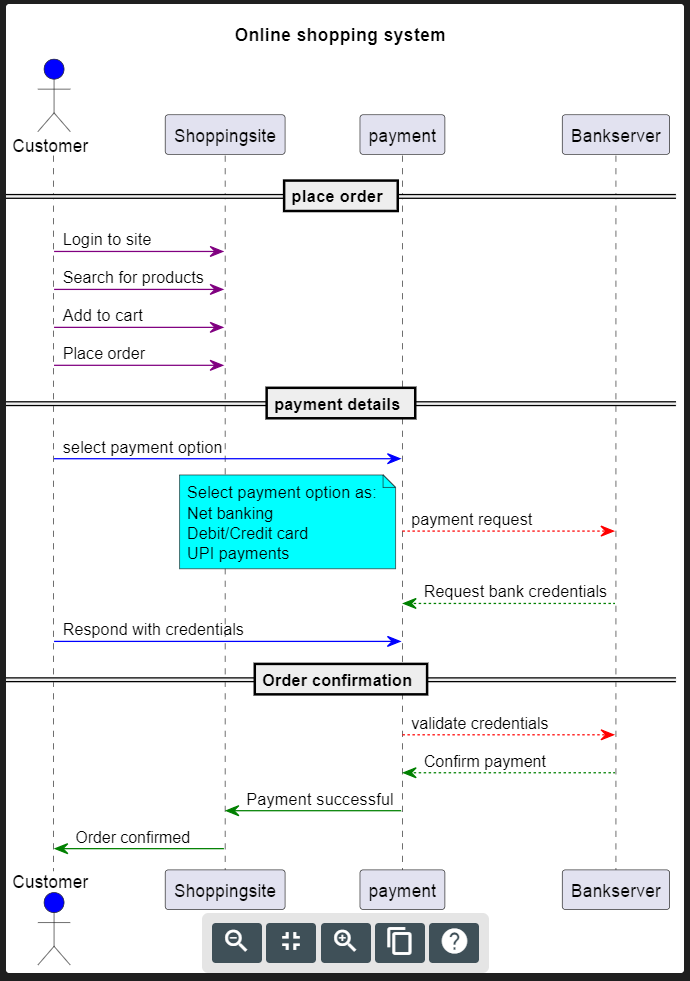 Online shopping system
Customer
Shoppingsite
payment
Bankserver
place order
Login to site
Search for products
Add to cart
Place order
payment details
select payment option
Select payment option as:
Net banking
Debit/Credit card
UPI payments
payment request
Request bank credentials
Respond with credentials
Order confirmation
validate credentials
Confirm payment
Payment successful
Order confirmed
Customer
Shoppingsite
payment
Bankserver